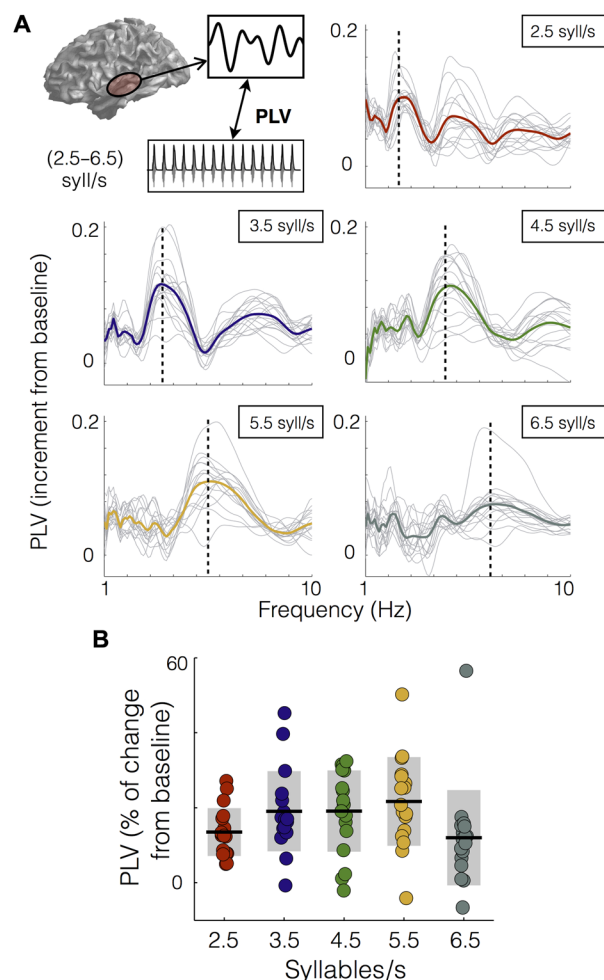 A
PLV
(2.5–6.5)
syll/s
2.5 syll/s
0.2
0
3.5 syll/s
0.2
0
4.5 syll/s
0.2
0
5.5 syll/s
0.2
0
6.5 syll/s
0.2
0
PLV (increment from baseline)
1
10
1
10
Frequency (Hz)
B
60
0
PLV (% of change
from baseline)
2.5 3.5 4.5 5.5 6.5
Syllables/s